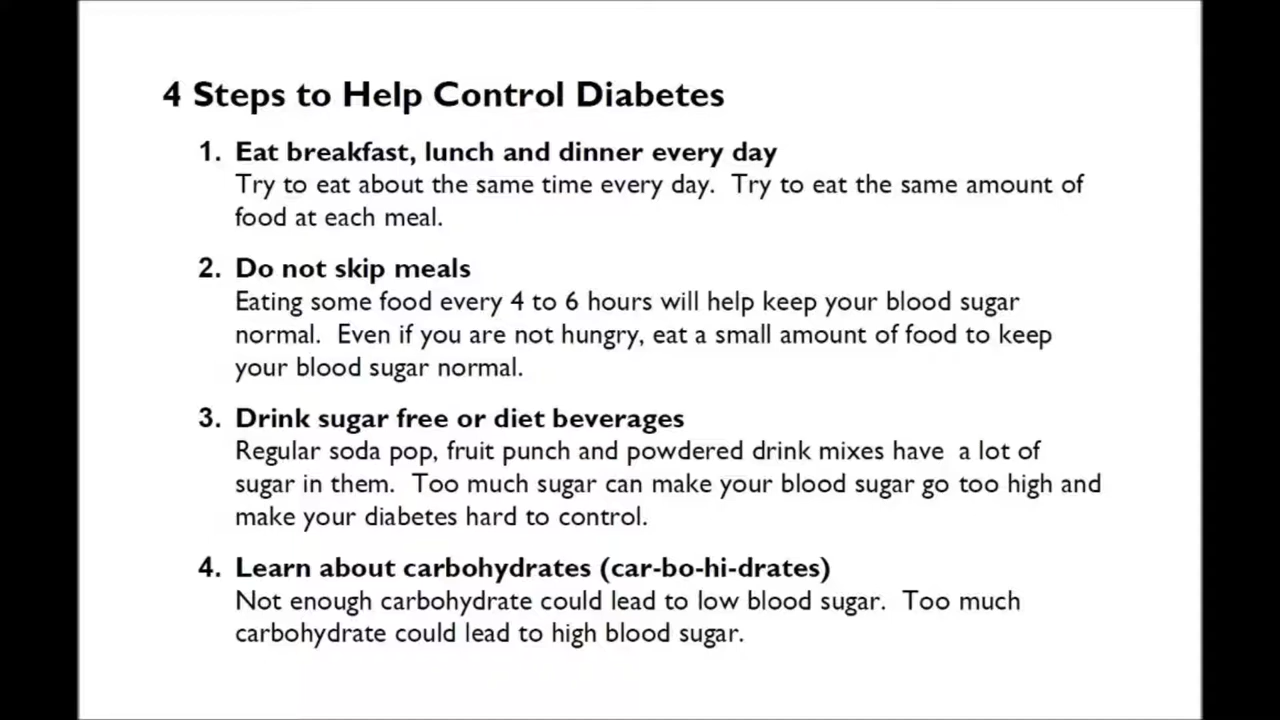 4 Steps to Help Control Diabetes
1. Eat breakfast, lunch and dinner every day
Try to eat about the same time every day. Try to eat the same amount of
food at each meal.
2. Do not skip meals
Eating some food every 4 to 6 hours will help keep your blood sugar
normal. Even if you are not hungry, eat a small amount of food to keep
your blood sugar normal.
3. Drink sugar free or diet beverages
Regular soda pop, fruit punch and powdered drink mixes have a lot of
sugar in them. Too much sugar can make your blood sugar go too high and
make your diabetes hard to control.
4. Learn about carbohydrates (car-bo-hi-drates)
Not enough carbohydrate could lead to low blood sugar. Too much
carbohydrate could lead to high blood sugar.